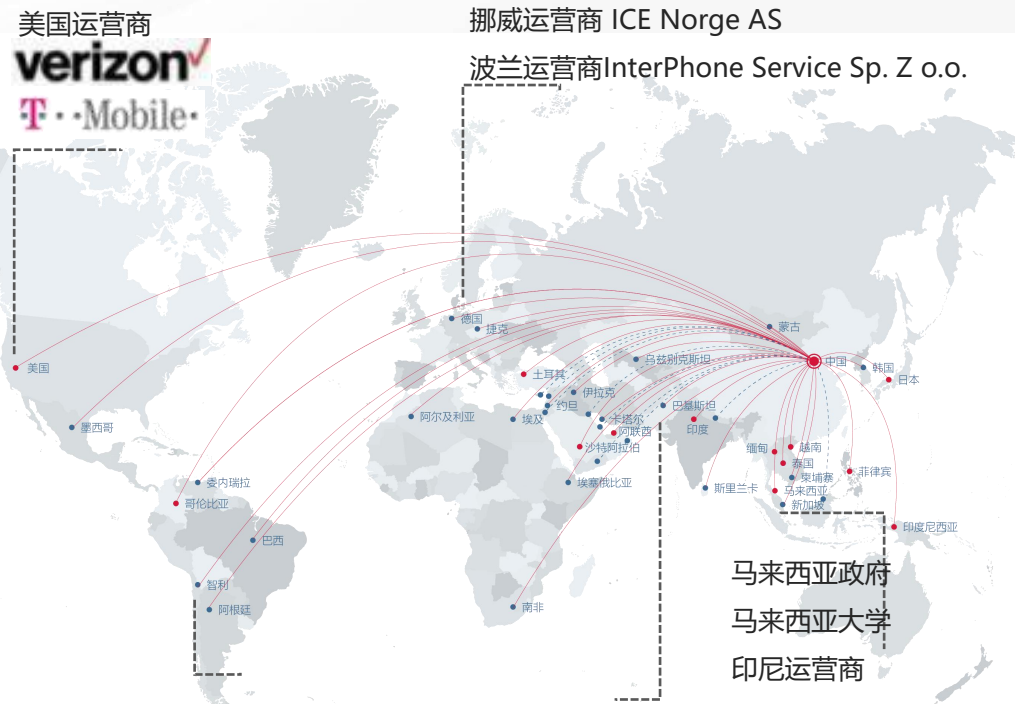 美国运营商
verizon
T··Mobile·
挪威运营商 ICE Norge AS
波兰运营商InterPhone Service Sp. Z o.o.
德国
捷克
蒙古
美国
土耳其
乌兹别克斯坦
中国
韩国
日本
墨西哥
阿尔及利亚
埃及
约旦
伊拉克
卡塔尔
阿联酋
巴基斯坦
印度
沙特阿拉伯
缅甸
越南
泰国
柬埔寨
菲律宾
委内瑞拉
哥伦比亚
埃塞俄比亚
斯里兰卡
马来西亚
新加坡
印度尼西亚
巴西
智利
阿根廷
南非
马来西亚政府
马来西亚大学
印尼运营商